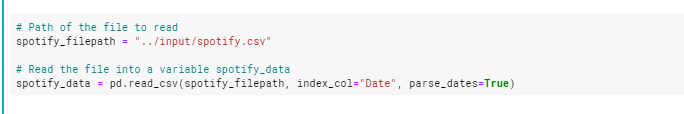 # Path of the file to read
spotify_filepath = "../input/spotify.csv"
# Read the file into a variable spotify_data
spotify_data = pd.read_csv(spotify_filepath, index_col="Date", parse_dates=True)